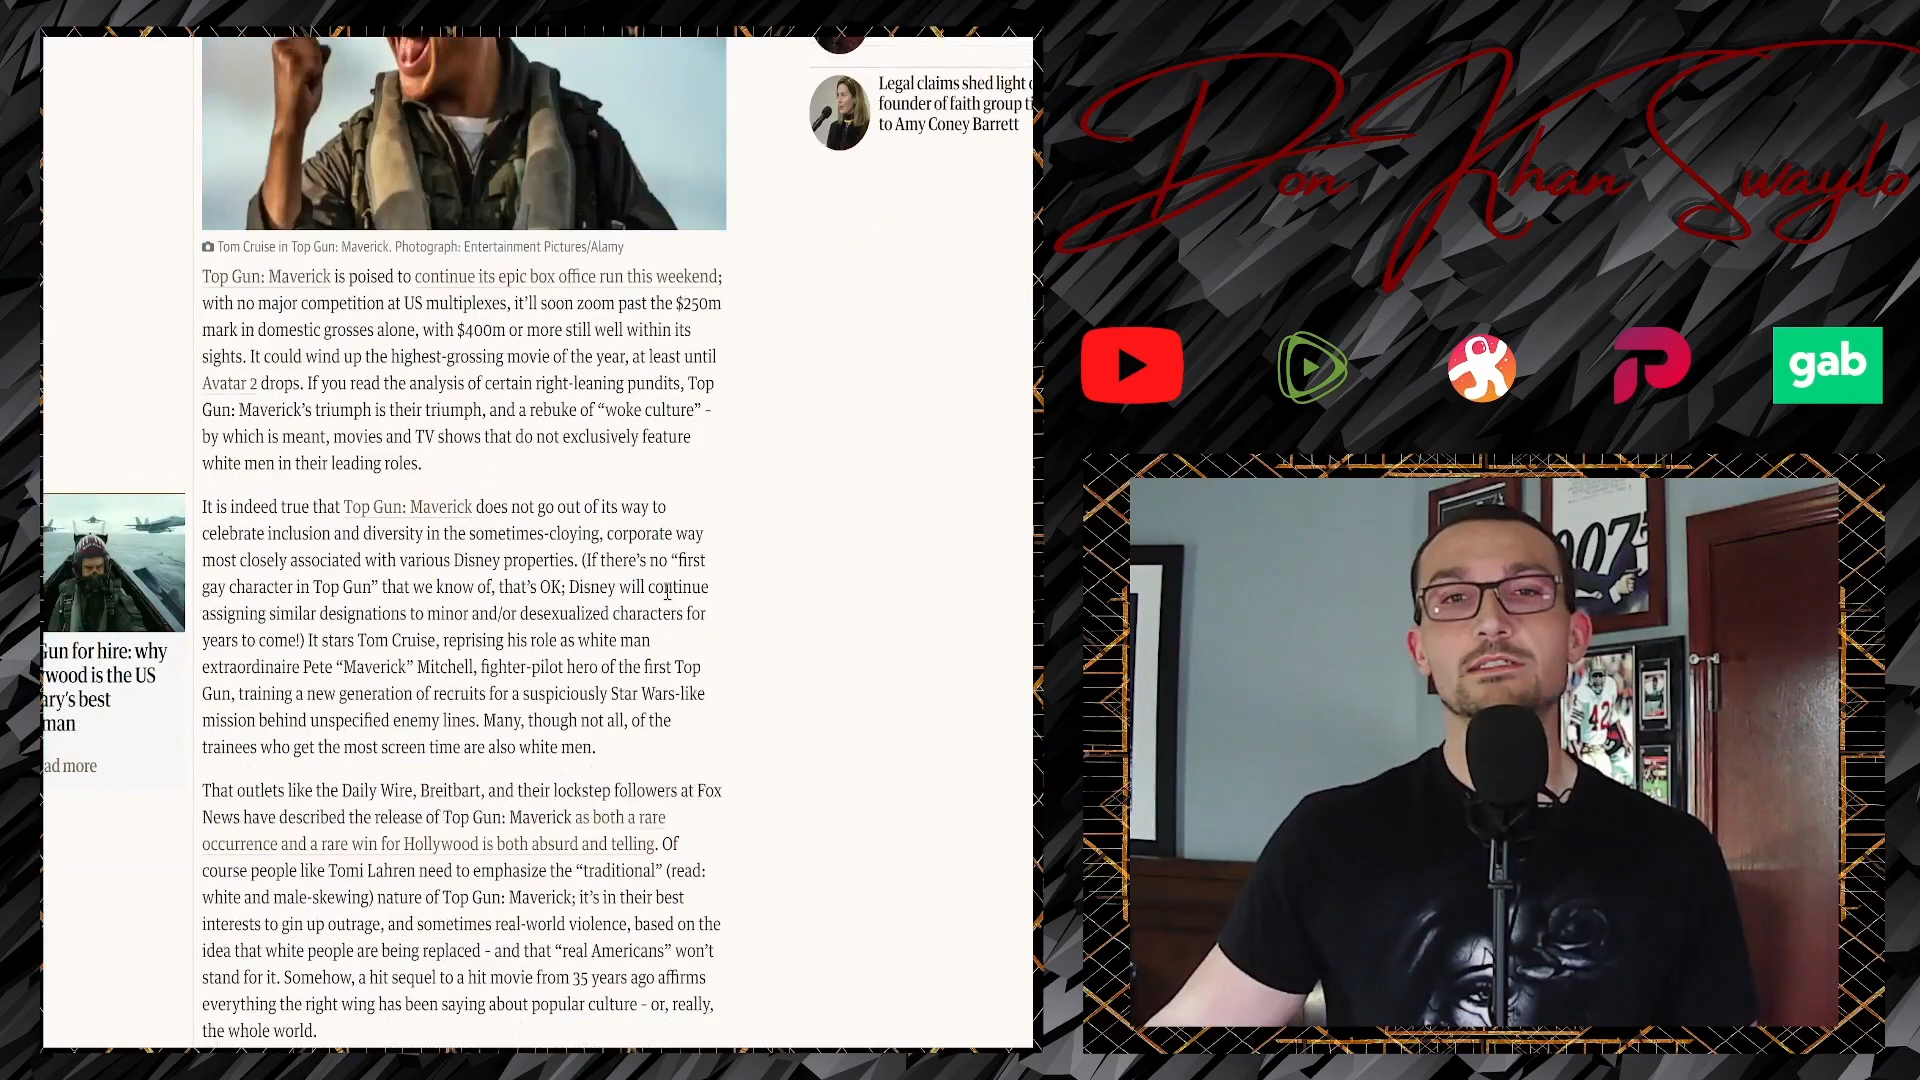 Don Khan Swaylo
Legal claims shed light
founder of faith group
to Amy Coney Barrett
Tom Cruise in Top Gun: Maverick. Photograph: Entertainment Pictures/Alamy
Top Gun: Maverick is poised to continue its epic box office run this weekend;
with no major competition at US multiplexes, it’ll soon zoom past the $250m
mark in domestic grosses alone, with $400m or more still well within its
sights. It could wind up the highest-grossing movie of the year, at least until
Avatar 2 drops. If you read the analysis of certain right-leaning pundits, Top
Gun: Maverick’s triumph is their triumph, and a rebuke of “woke culture” –
by which is meant, movies and TV shows that do not exclusively feature
white men in their leading roles.
It is indeed true that Top Gun: Maverick does not go out of its way to
celebrate inclusion and diversity in the sometimes-cloying, corporate way
most closely associated with various Disney properties. (If there’s no “first
gay character in Top Gun” that we know of, that’s OK; Disney will continue
assigning similar designations to minor and/or desexualized characters for
years to come!) It stars Tom Cruise, reprising his role as white man
extraordinaire Pete “Maverick” Mitchell, fighter-pilot hero of the first Top
Gun, training a new generation of recruits for a suspiciously Star Wars-like
mission behind unspecified enemy lines. Many, though not all, of the
trainees who get the most screen time are also white men.
That outlets like the Daily Wire, Breitbart, and their lockstep followers at Fox
News have described the release of Top Gun: Maverick as both a rare
occurrence and a rare win for Hollywood is both absurd and telling. Of
course people like Tomi Lahren need to emphasize the “traditional” (read:
white and male-skewing) nature of Top Gun: Maverick; it’s in their best
interests to gin up outrage, and sometimes real-world violence, based on the
idea that white people are being replaced – and that “real Americans” won’t
stand for it. Somehow, a hit sequel to a hit movie from 35 years ago affirms
everything the right wing has been saying about popular culture – or, really,
the whole world.
Gun for hire: why
wood is the US
ary’s best
man
ad more
gab
007
42